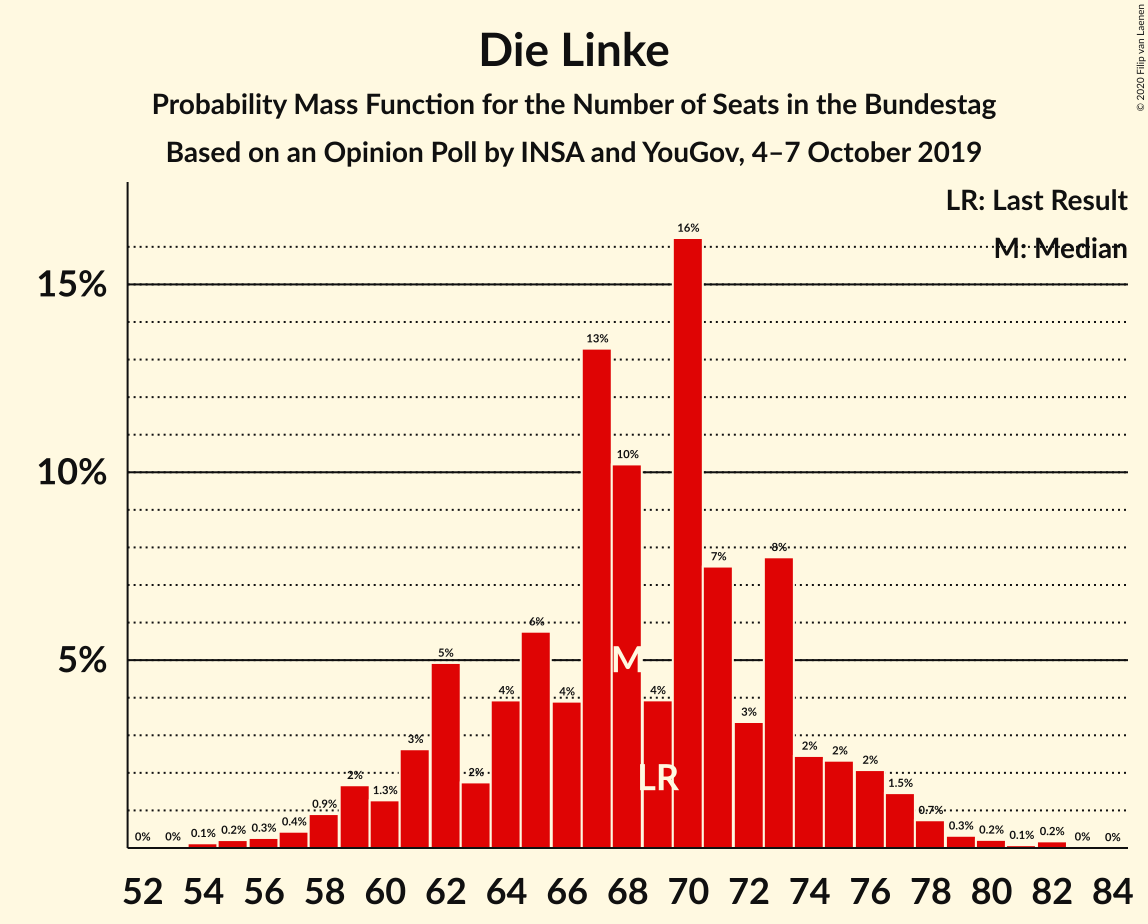 Die Linke
Probability Mass Function for the Number of Seats in the Bundestag
Based on an Opinion Poll by INSA and YouGov, 4–7 October 2019
© 2020 Filip van Laenen
LR: Last Result
M: Median
15%
10%
5%
0% 0% 0.1% 0.2% 0.3% 0.4% 0.9% 2% 1.3% 3% 5% 2% 4% 6% 4% 13% 10% 4% 16% 7% 3% 8% 2% 2% 2% 1.5% 0.7% 0.3% 0.2% 0.1% 0.2% 0% 0%
M
LR
52 54 56 58 60 62 64 66 68 70 72 74 76 78 80 82 84